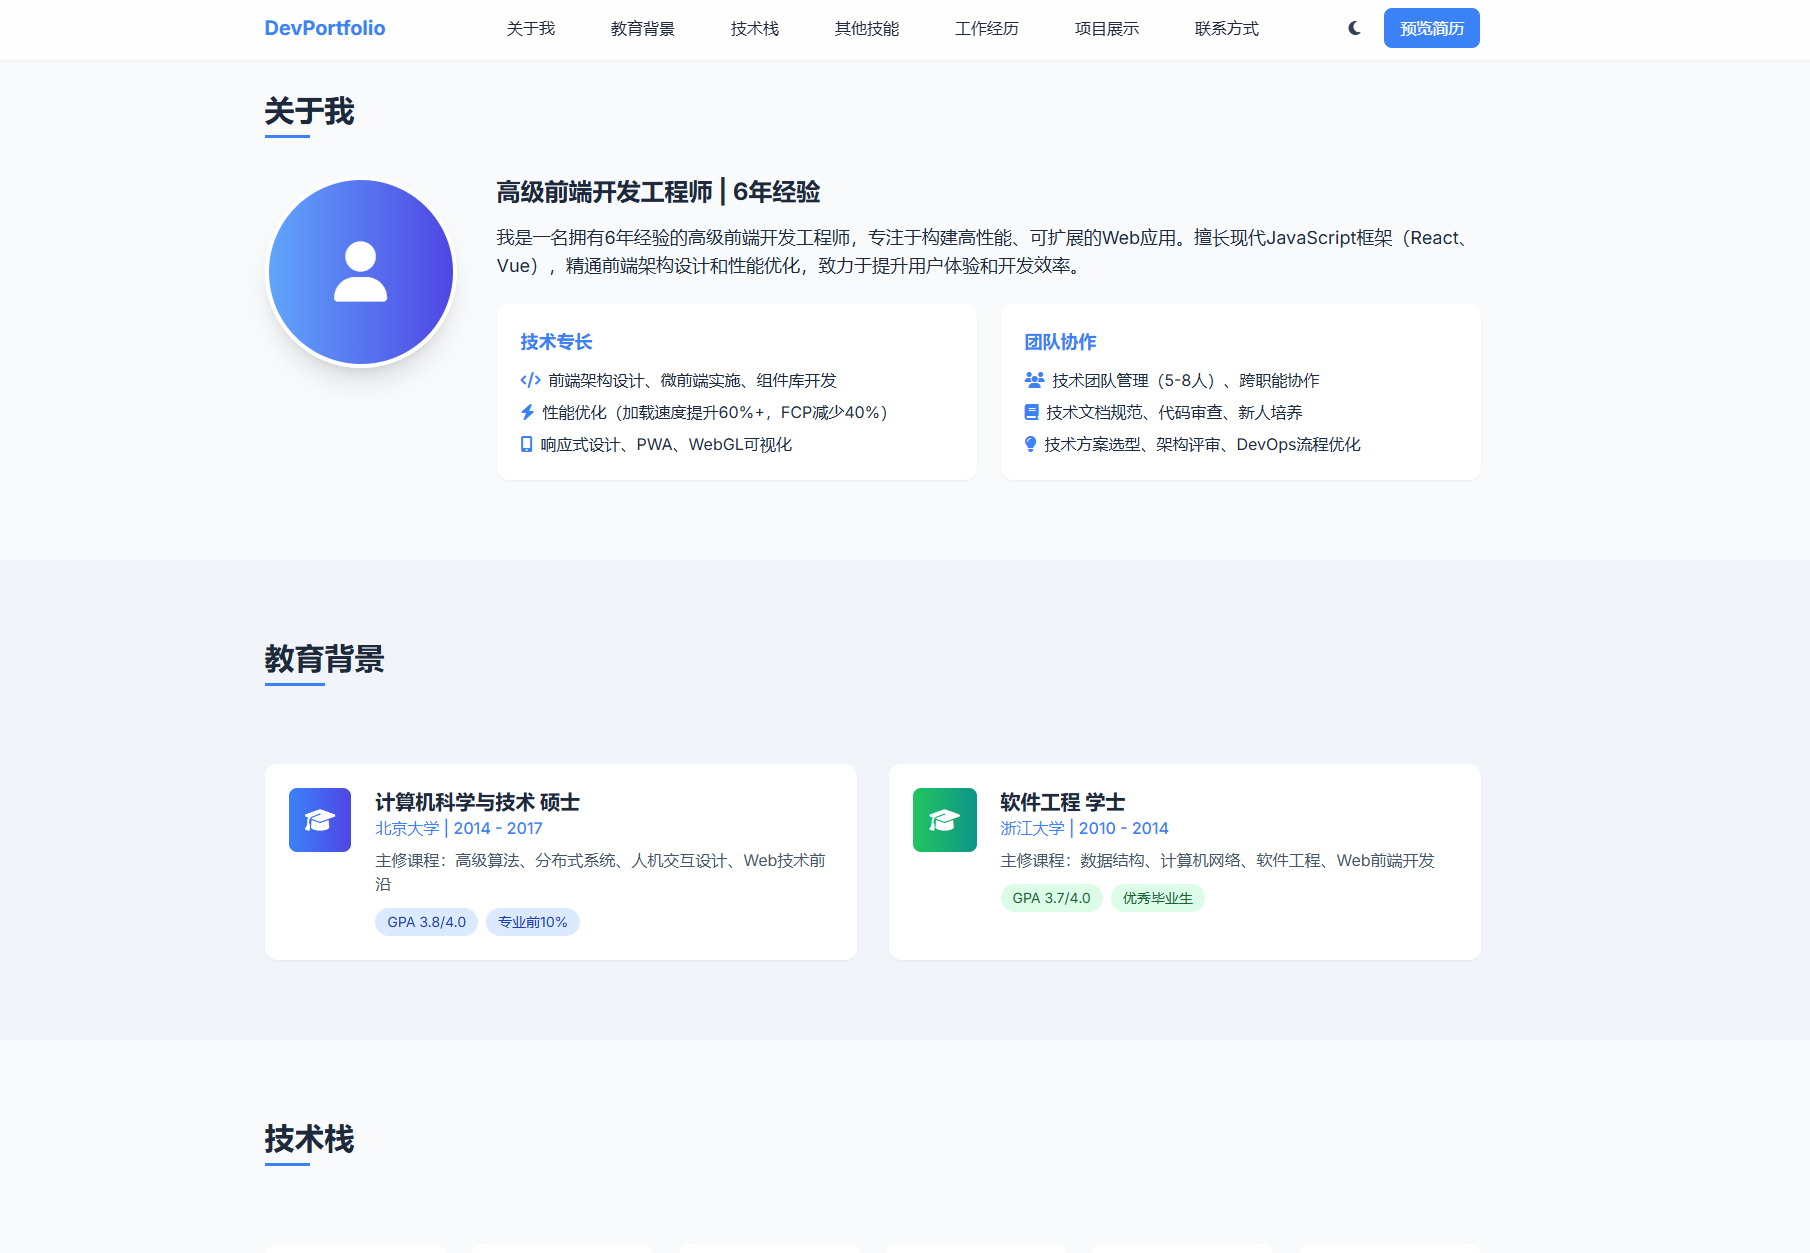 DevPortfolio 关于我 教育背景 技术栈 其他技能 工作经历 项目展示 联系方式 预览简历
关于我
高级前端开发工程师 | 6年经验
我是一名拥有6年经验的高级前端开发工程师，专注于构建高性能、可扩展的Web应用。擅长现代JavaScript框架（React、
Vue），精通前端架构设计和性能优化，致力于提升用户体验和开发效率。
技术专长
前端架构设计、微前端实施、组件库开发
性能优化（加载速度提升60%+，FCP减少40%）
响应式设计、PWA、WebGL可视化
团队协作
技术团队管理（5-8人）、跨职能协作
技术文档规范、代码审查、新人培养
技术方案选型、架构评审、DevOps流程优化
教育背景
计算机科学与技术 硕士
北京大学 | 2014 - 2017
主修课程：高级算法、分布式系统、人机交互设计、Web技术前
沿
GPA 3.8/4.0 专业前10%
软件工程 学士
浙江大学 | 2010 - 2014
主修课程：数据结构、计算机网络、软件工程、Web前端开发
GPA 3.7/4.0 优秀毕业生
技术栈